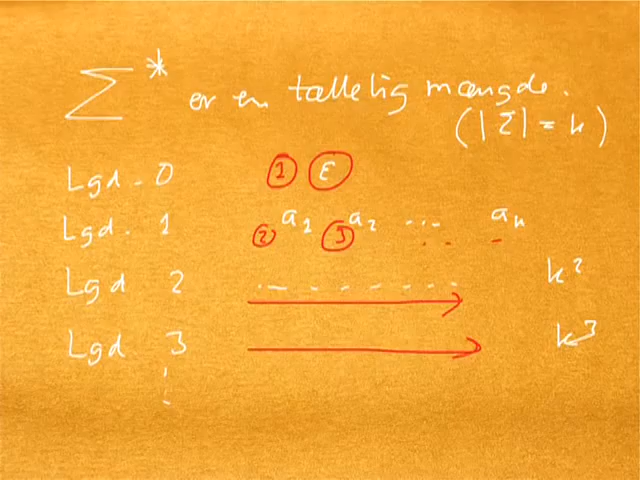 Σ* er en tællelig mængde.
(|Σ| = k)
Lgd. 0 1 ε
Lgd. 1 2 a₁ 3 a₂ ... aₖ
Lgd 2 k²
Lgd 3 k³